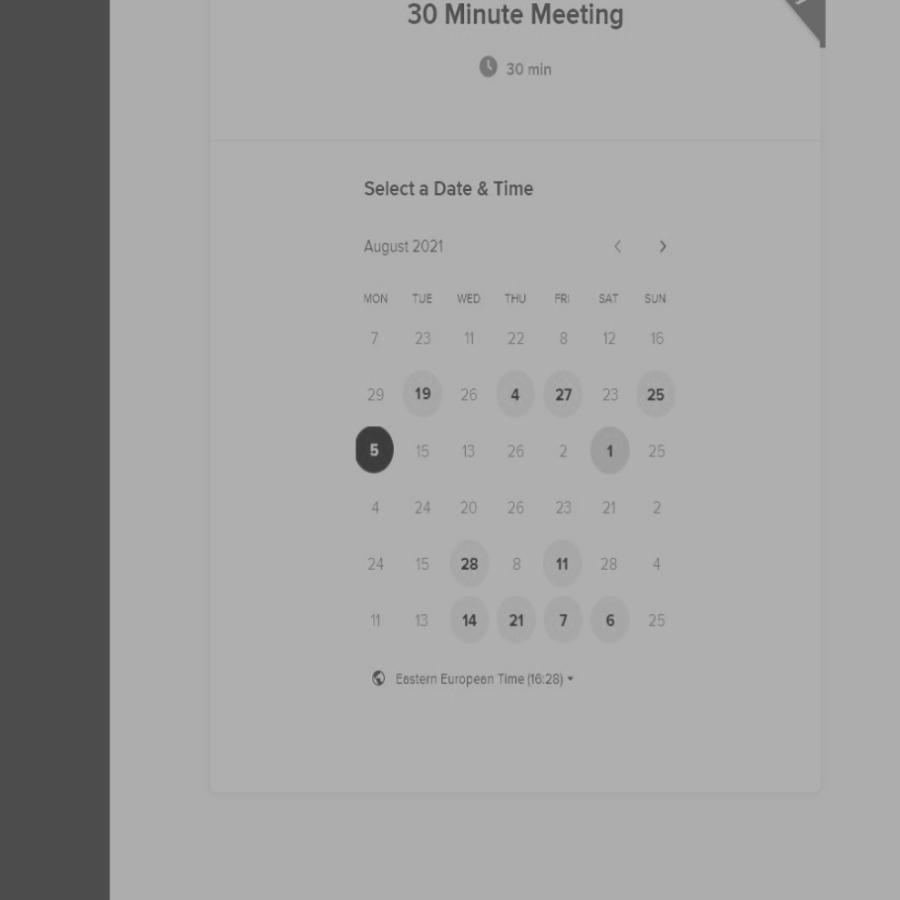 30 Minute Meeting
30 min
Select a Date & Time
August 2021
MON TUE WED THU FRI SAT SUN
7 23 11 22 8 12 16
29 19 26 4 27 23 25
5 15 13 26 2 1 25
4 24 20 26 23 21 2
24 15 28 8 11 28 4
11 13 14 21 7 6 25
Eastern European Time (16:28)